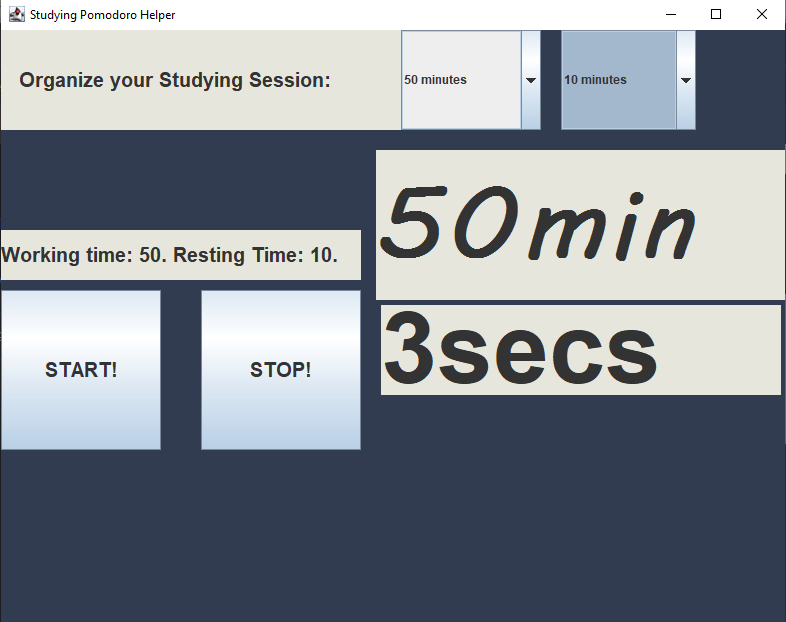 Studying Pomodoro Helper
Organize your Studying Session:
50 minutes
10 minutes
50min
Working time: 50. Resting Time: 10.
3secs
START!
STOP!